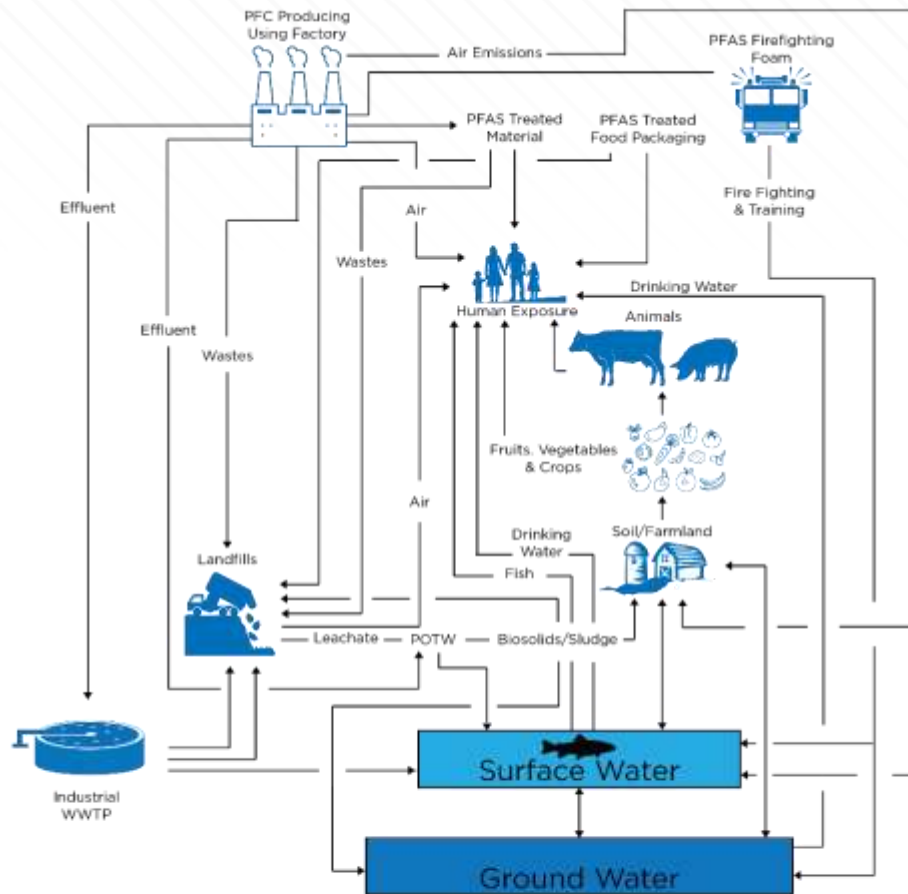 PFC Producing
Using Factory
Air Emissions
PFAS Firefighting
Foam
PFAS Treated
Material
PFAS Treated
Food Packaging
Effluent
Air
Fire Fighting
& Training
Wastes
Drinking Water
Human Exposure
Animals
Effluent
Wastes
Fruits. Vegetables
& Crops
Air
Drinking
Water
Soil/Farmland
Landfills
Fish
Leachate
POTW
Biosolids/Sludge
Surface Water
Industrial
WWTP
Ground Water